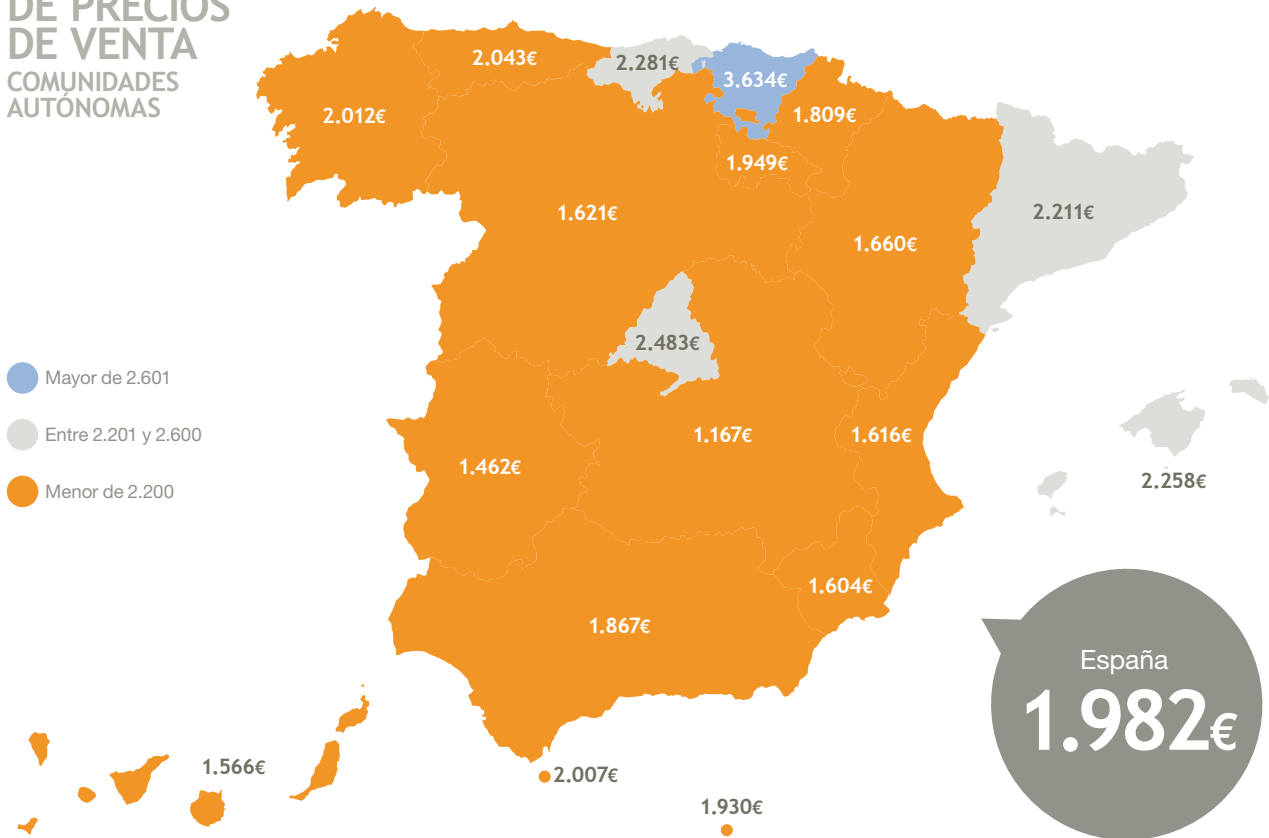 DE PRECIOS
DE VENTA
COMUNIDADES
AUTÓNOMAS
2.043€
2.281€
3.634€
2.012€
1.809€
1.949€
1.621€
2.211€
1.660€
2.483€
Mayor de 2.601
Entre 2.201 y 2.600
Menor de 2.200
1.167€
1.616€
1.462€
2.258€
1.604€
1.867€
España
1.982€
1.566€
2.007€
1.930€